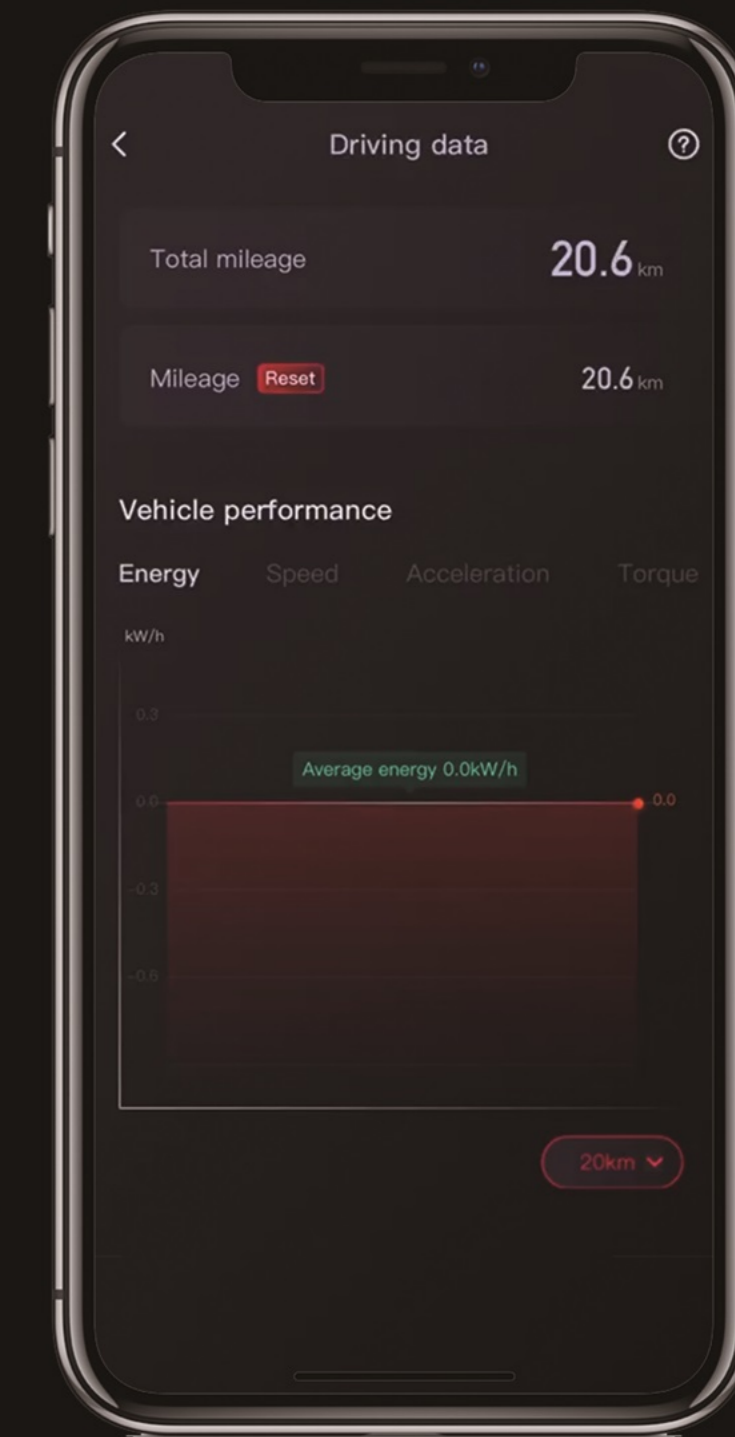 Driving data
Total mileage 20.6 km
Mileage Reset 20.6 km
Vehicle performance
Energy Speed Acceleration Torque
kW/h
0.3
Average energy 0.0kW/h
0.0 0.0
-0.3
-0.6
20km